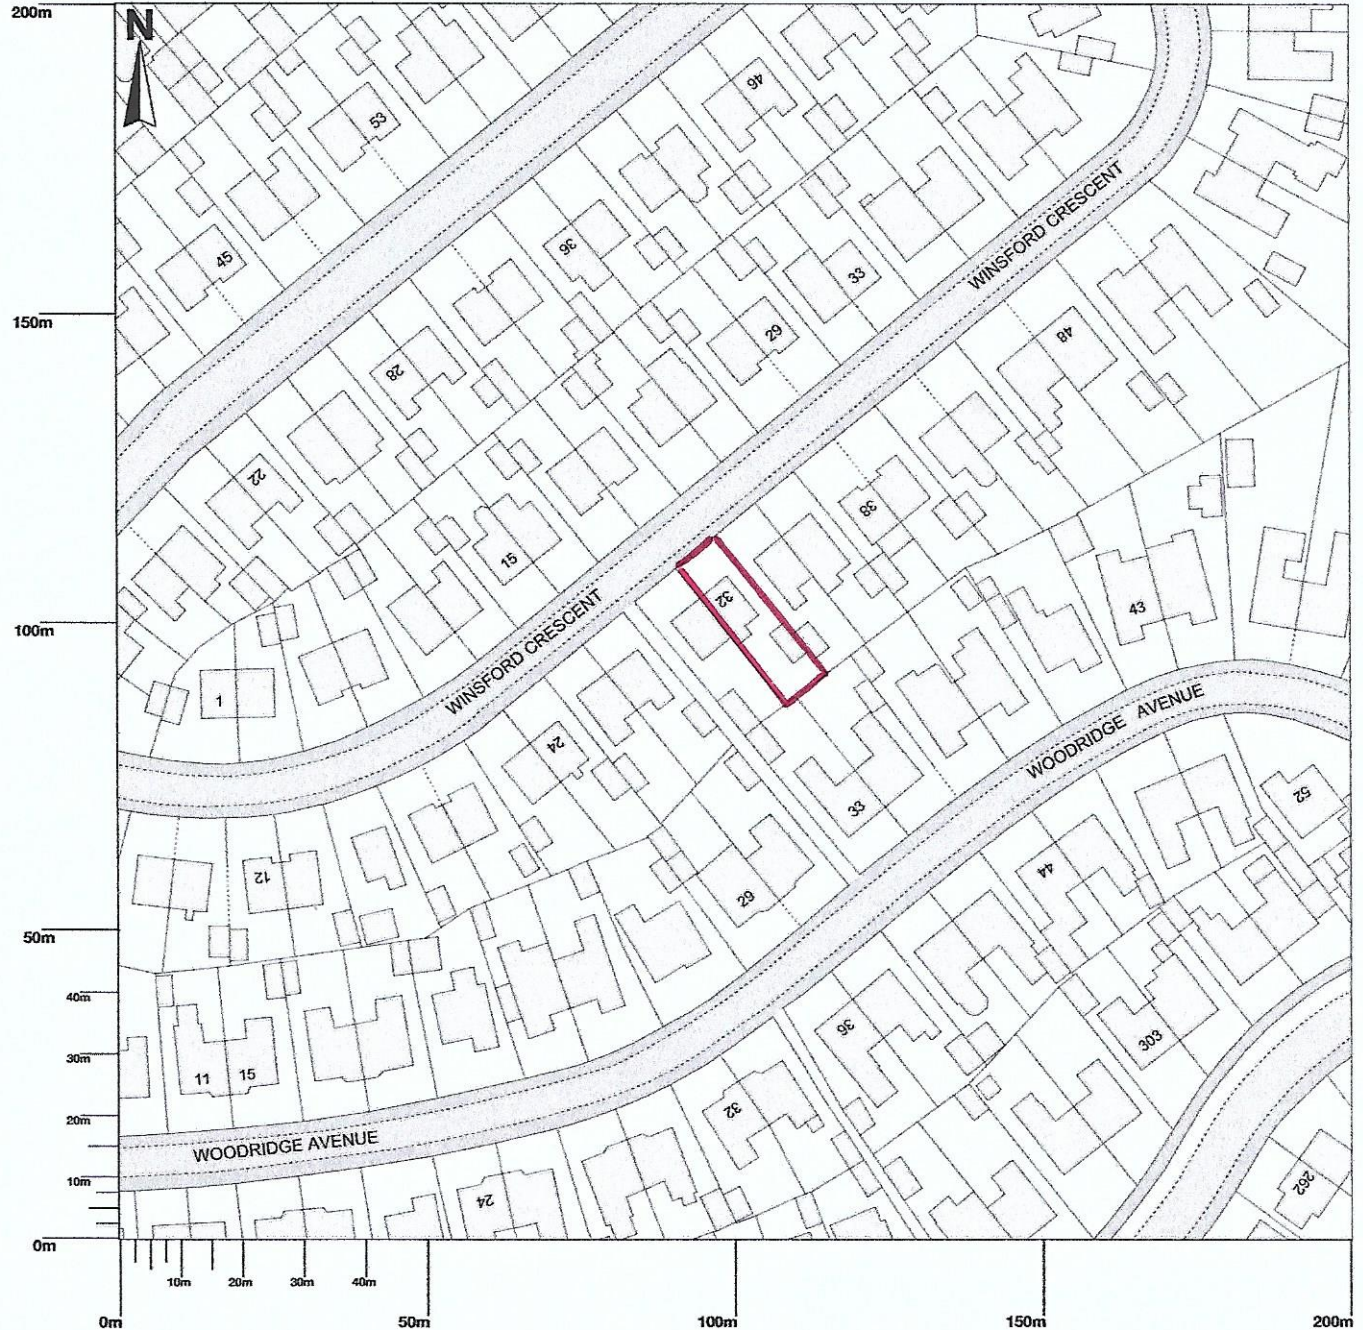 200m
N
46
53
WINSFORD CRESCENT
45
36
33
150m
29
48
28
22
38
15
32
100m
43
WINSFORD CRESCENT
1
WOODRIDGE AVENUE
24
52
33
44
12
29
50m
40m
36
303
30m
11 15
32
20m
WOODRIDGE AVENUE
10m
24
262
0m
10m 20m 30m 40m
0m 50m 100m 150m 200m